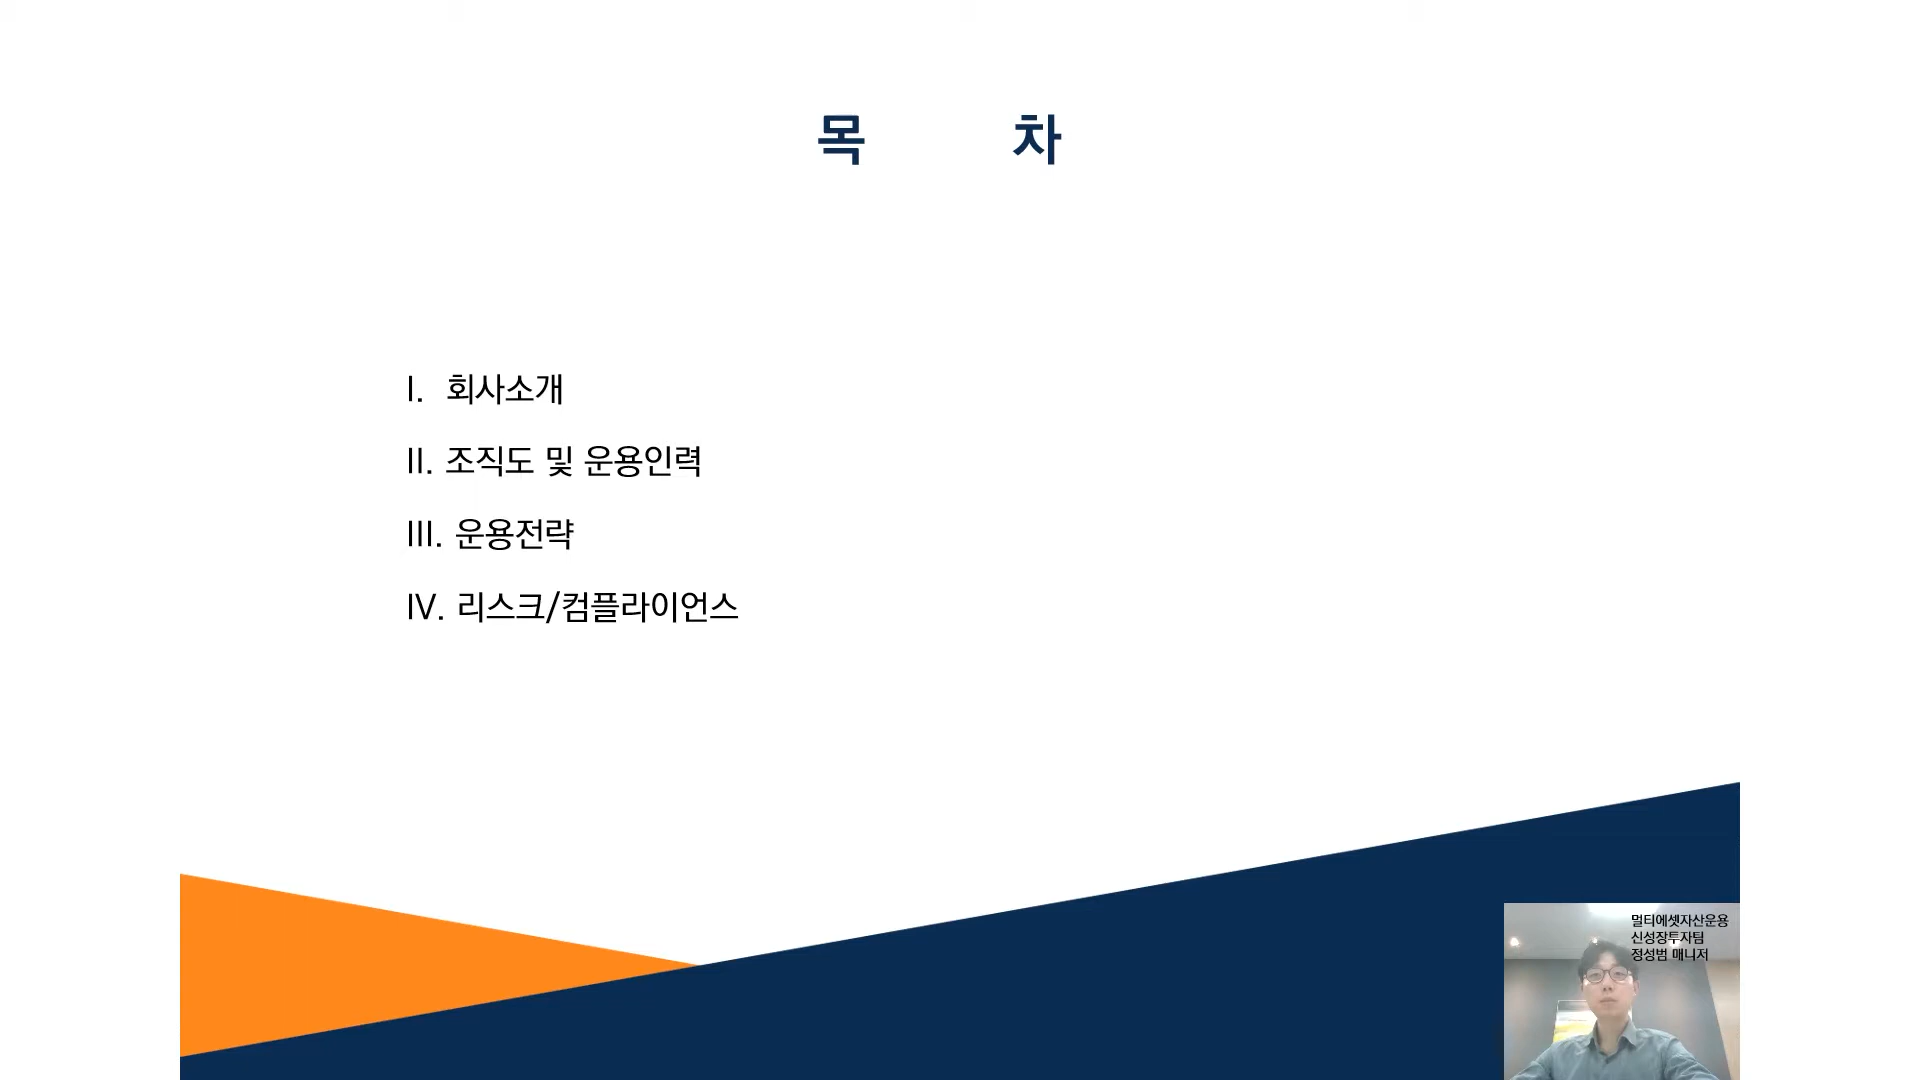 목 차
I. 회사소개
II. 조직도 및 운용인력
III. 운용전략
IV. 리스크/컴플라이언스
멀티에셋자산운용
신성장투자팀
정성범 매니저